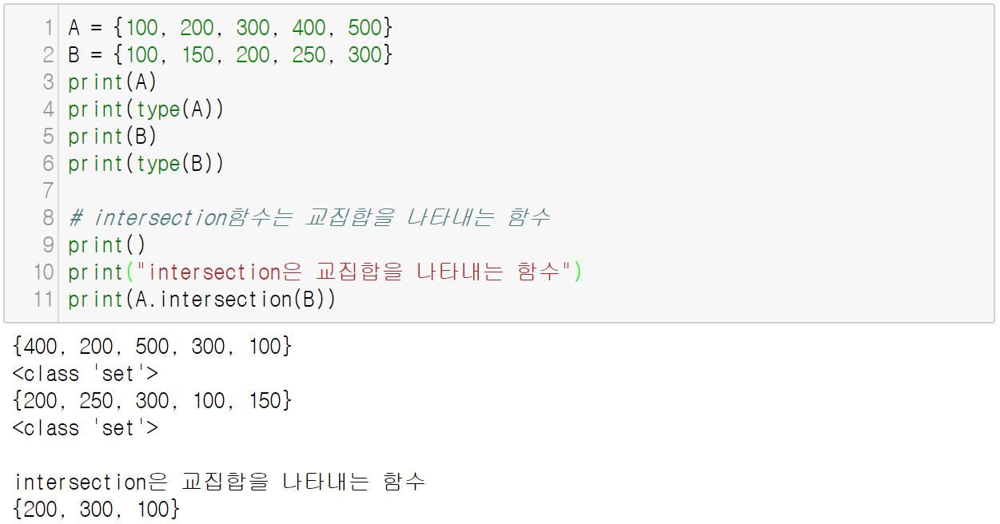 1 A = {100, 200, 300, 400, 500}
2 B = {100, 150, 200, 250, 300}
3 print(A)
4 print(type(A))
5 print(B)
6 print(type(B))
7
8 # intersection함수는 교집합을 나타내는 함수
9 print()
10 print("intersection은 교집합을 나타내는 함수")
11 print(A.intersection(B))
{400, 200, 500, 300, 100}
<class 'set'>
{200, 250, 300, 100, 150}
<class 'set'>
intersection은 교집합을 나타내는 함수
{200, 300, 100}